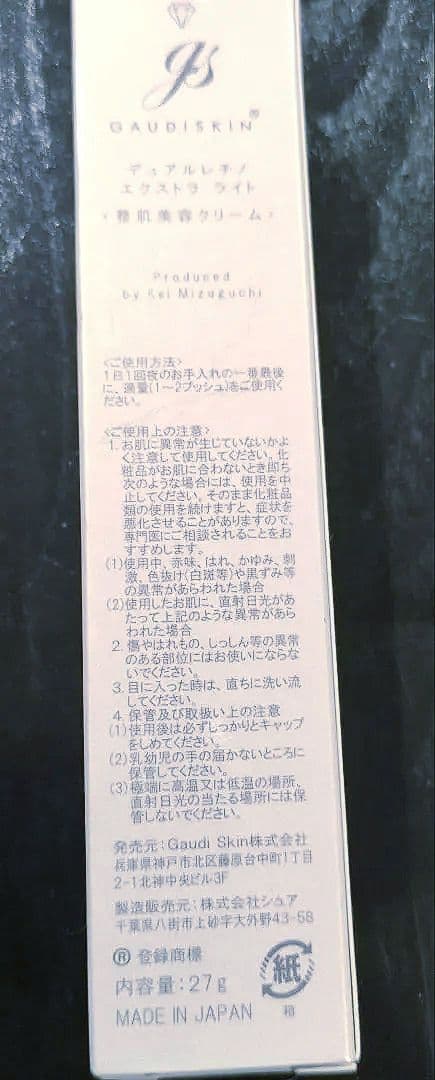 gs
GAUDISKIN®
デュアルレチノ
エクストラ ライト
<整肌美容クリーム>
Produced
by Kei Mizuguchi
<ご使用方法>
1日1回夜のお手入れの一番最後
に、適量(1〜2プッシュ)をご使用く
ださい。
<ご使用上の注意>
1. お肌に異常が生じていないかよ
く注意して使用してください。化
粧品がお肌に合わないとき即ち
次のような場合には、使用を中
止してください。そのまま化粧品
類の使用を続けますと、症状を
悪化させることがありますので、
専門医にご相談されることをお
すすめします。
(1)使用中、赤味、はれ、かゆみ、刺
激、色抜け(白斑等)や黒ずみ等
の異常があらわれた場合
(2)使用したお肌に、直射日光があ
たって上記のような異常があら
われた場合
2. 傷やはれもの、しっしん等の異常
のある部位にはお使いにならな
いでください。
3. 目に入った時は、直ちに洗い流
してください。
4. 保管及び取扱い上の注意
(1)使用後は必ずしっかりとキャップ
をしめてください。
(2)乳幼児の手の届かないところに
保管してください。
(3)極端に高温又は低温の場所、
直射日光の当たる場所には保
管しないでください。
発売元:Gaudi Skin株式会社
兵庫県神戸市北区藤原台中町1丁目
2-1北神中央ビル3F
製造販売元:株式会社シュア
千葉県八街市上砂字大外野43-58
® 登録商標
内容量:27g
MADE IN JAPAN
紙
箱